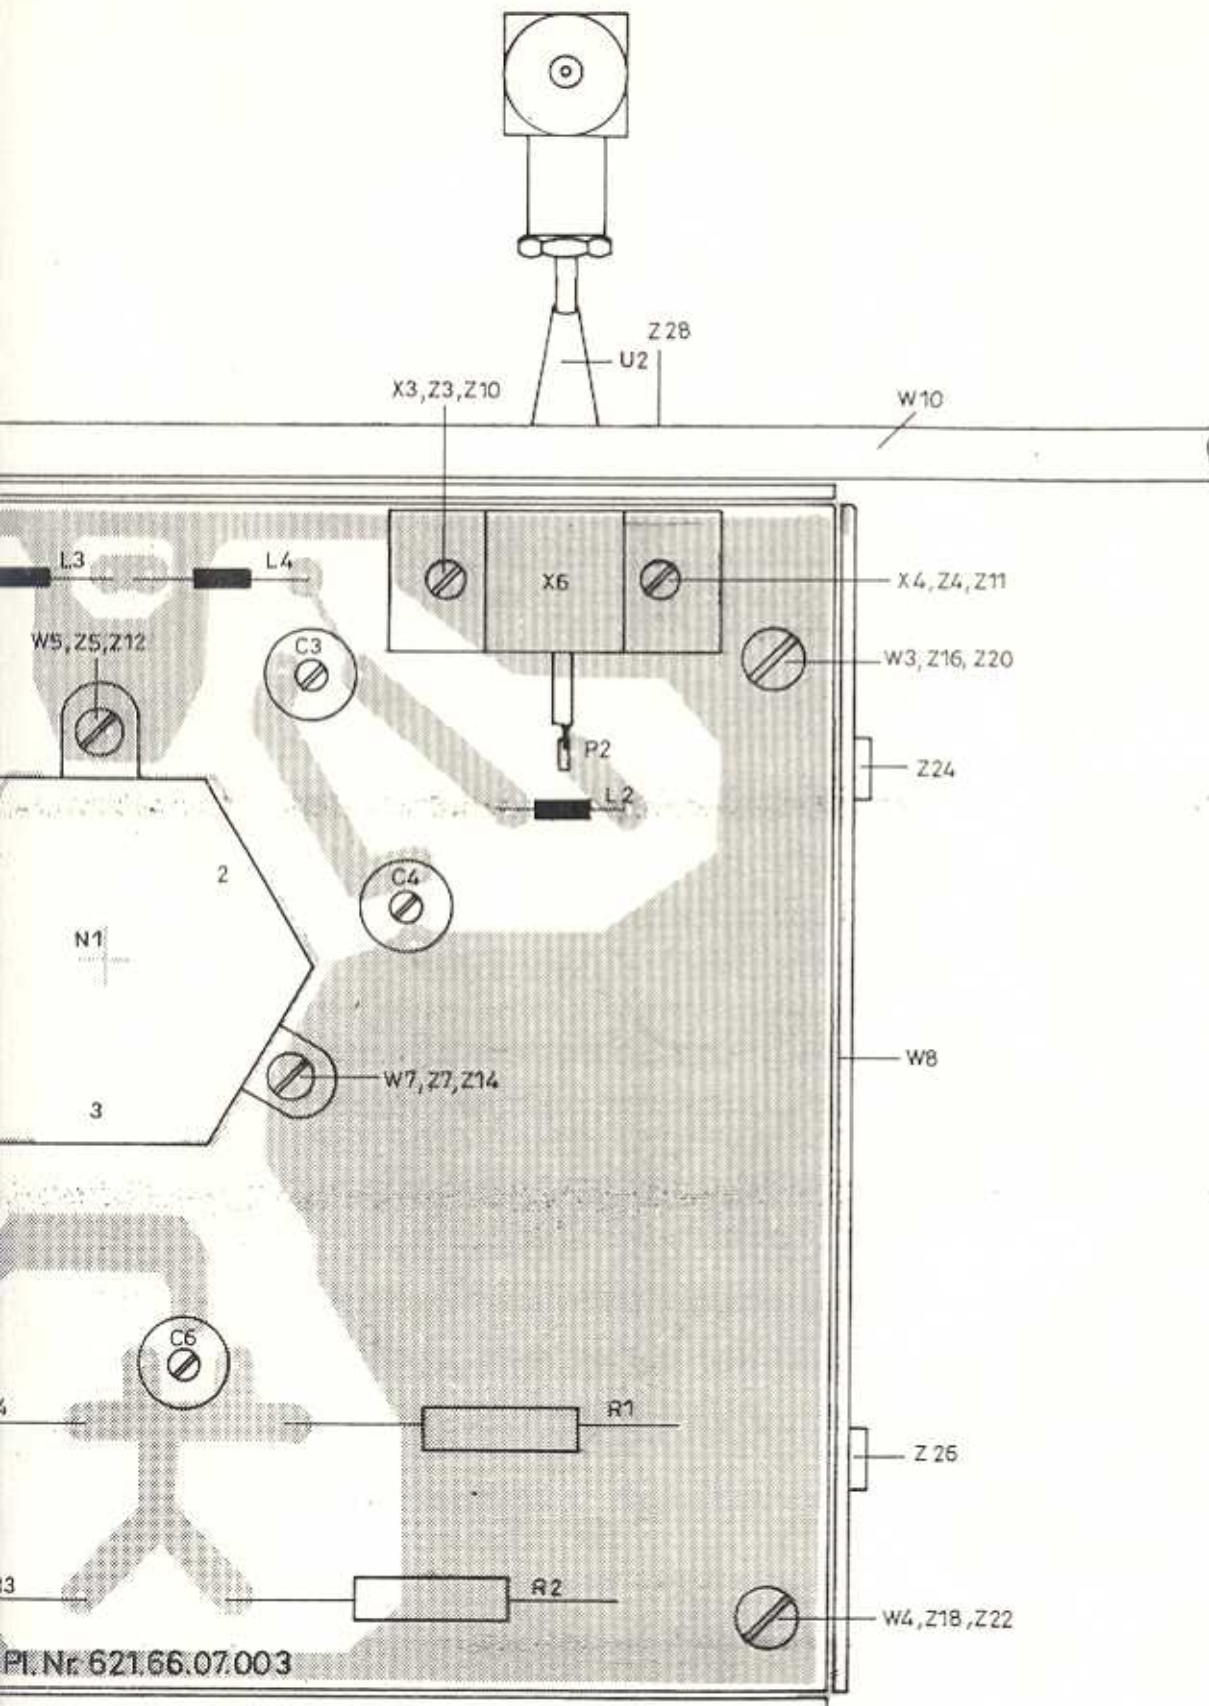 Z28
U2
X3,Z3,Z10
W10
L3
L4
X6
X4,Z4,Z11
W5,Z5,Z12
C3
W3,Z16,Z20
P2
Z24
L2
2
C4
N1
W8
W7,Z7,Z14
3
C6
4
R1
Z26
3
R2
W4,Z18,Z22
Pl. Nr. 621.66.07.003